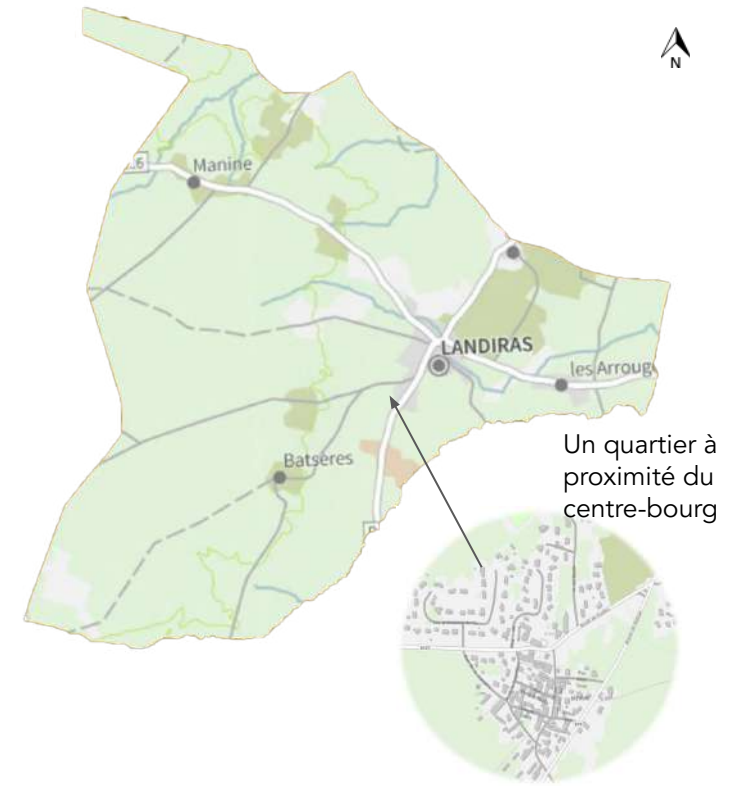 N
Manine
LANDIRAS
les Arroug
Batsères
Un quartier à
proximité du
centre-bourg